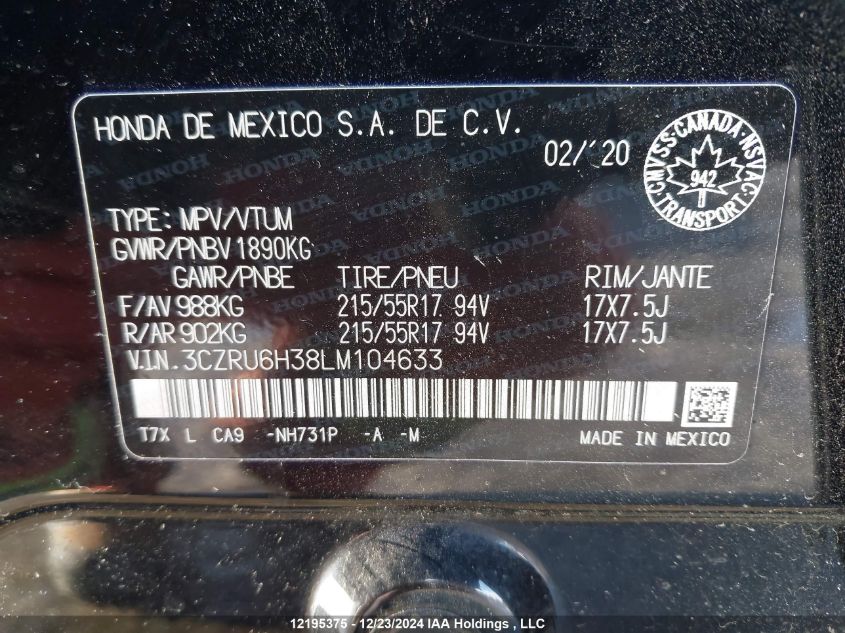 HONDA DE MEXICO S.A. DE C.V.
02/'20
CMVSS·CANADA·NSVAC·TRANSPORT
942
TYPE: MPV/VTUM
GVWR/PNBV 1890KG
GAWR/PNBE TIRE/PNEU RIM/JANTE
F/AV 988KG 215/55R17 94V 17X7.5J
R/AR 902KG 215/55R17 94V 17X7.5J
V.I.N. 3CZRU6H38LM104633
T7X L CA9 -NH731P -A -M MADE IN MEXICO
12195375 - 12/23/2024 IAA Holdings, LLC